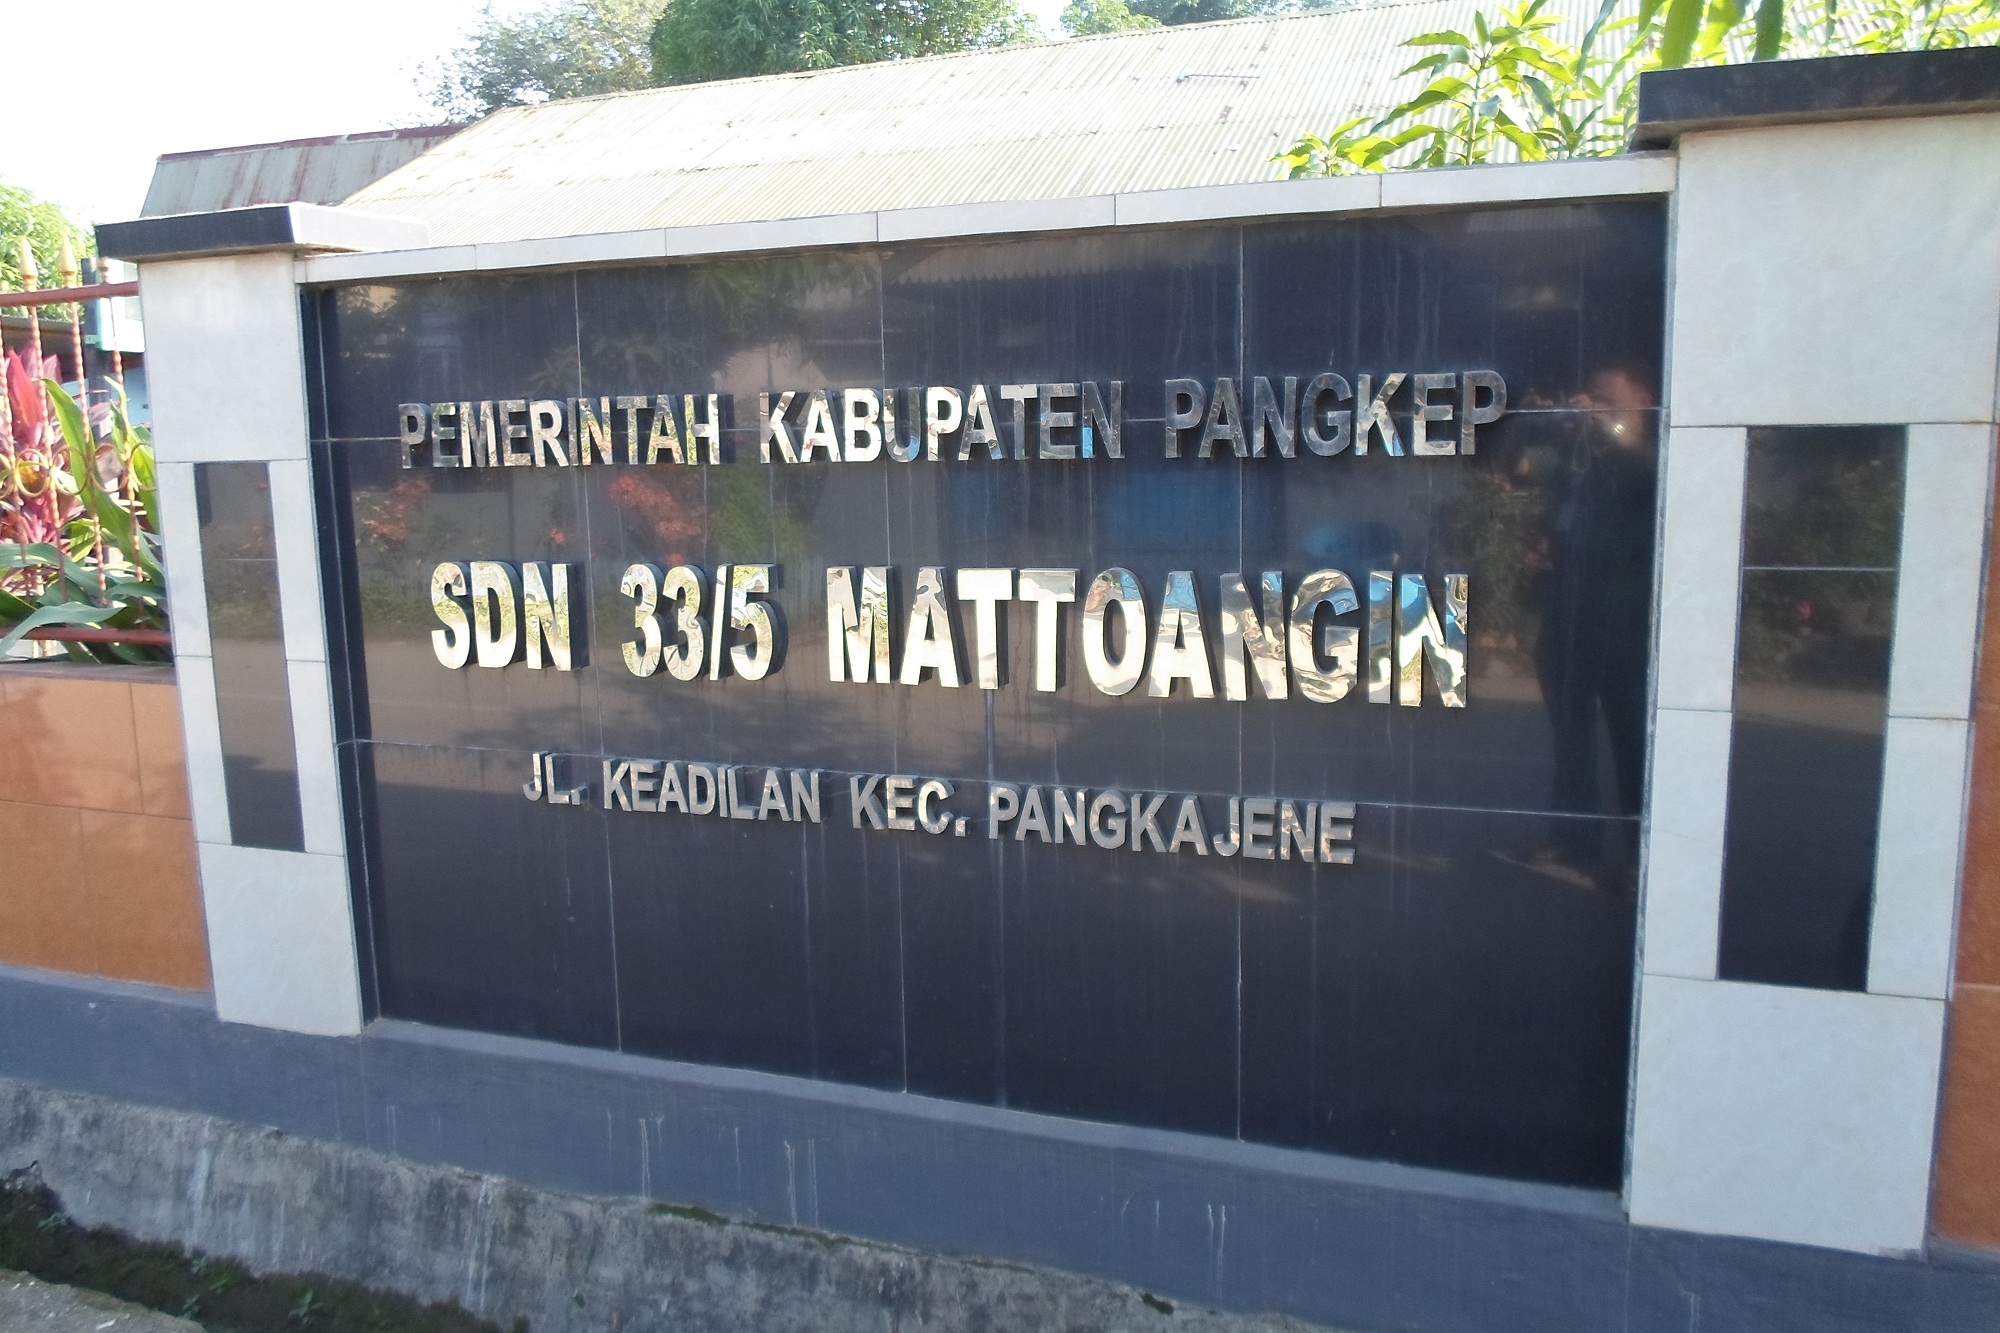 PEMERINTAH KABUPATEN PANGKEP
SDN 33/5 MATTOANGIN
JL. KEADILAN KEC. PANGKAJENE